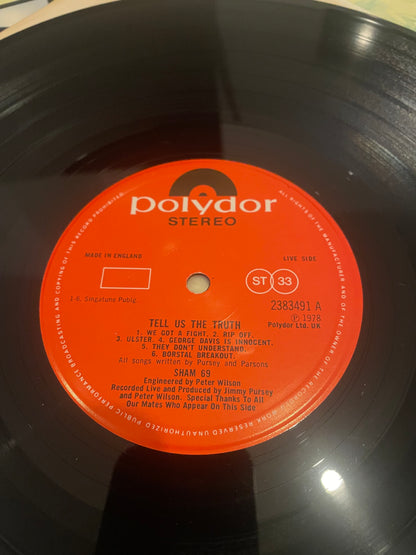 polydor
STEREO
MADE IN ENGLAND
LIVE SIDE
ST 33
1-6. Singatune Publg.
2383491 A
℗ 1978
Polydor Ltd. UK
TELL US THE TRUTH
1. WE GOT A FIGHT. 2. RIP OFF.
3. ULSTER. 4. GEORGE DAVIS IS INNOCENT.
5. THEY DON'T UNDERSTAND.
6. BORSTAL BREAKOUT.
All songs written by Pursey and Parsons
SHAM 69
Engineered by Peter Wilson
Recorded Live and Produced by Jimmy Pursey
and Peter Wilson. Special Thanks to All
Our Mates Who Appear On This Side
ALL RIGHTS OF THE MANUFACTURER AND OF THE OWNER OF THE RECORDED WORK RESERVED UNAUTHORIZED PUBLIC PERFORMANCE BROADCASTING AND COPYING OF THIS RECORD PROHIBITED